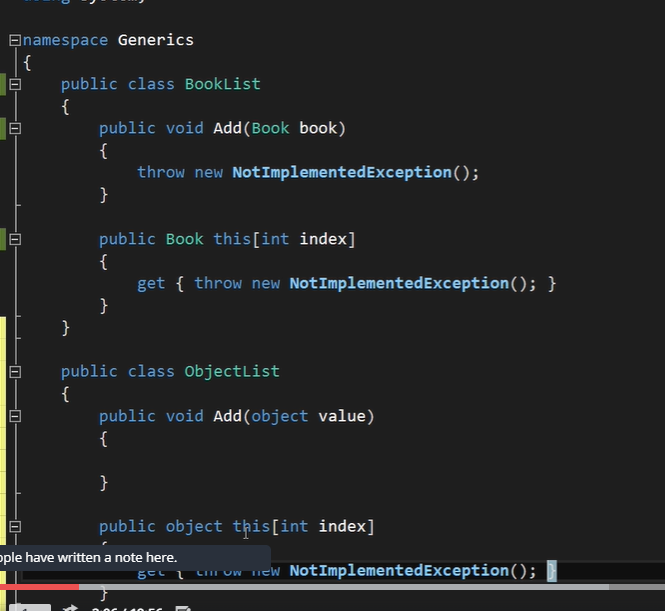 namespace Generics
{
public class BookList
{
public void Add(Book book)
{
throw new NotImplementedException();
}
public Book this[int index]
{
get { throw new NotImplementedException(); }
}
}
public class ObjectList
{
public void Add(object value)
{
}
public object this[int index]
{
ople have written a note here.
get { throw new NotImplementedException(); }
}